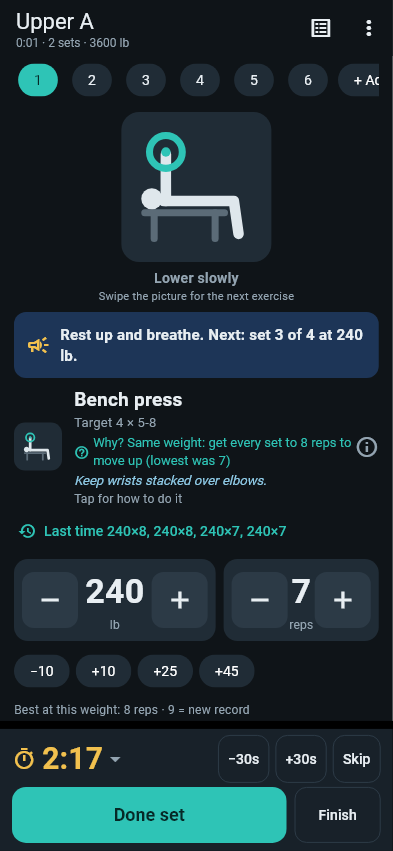 Upper A
0:01 · 2 sets · 3600 lb
1 2 3 4 5 6 + Ad
Lower slowly
Swipe the picture for the next exercise
Rest up and breathe. Next: set 3 of 4 at 240
lb.
Bench press
Target 4 × 5-8
Why? Same weight: get every set to 8 reps to
move up (lowest was 7)
Keep wrists stacked over elbows.
Tap for how to do it
Last time 240×8, 240×8, 240×7, 240×7
− 240 + − 7 +
lb reps
−10 +10 +25 +45
Best at this weight: 8 reps · 9 = new record
2:17 −30s +30s Skip
Done set Finish